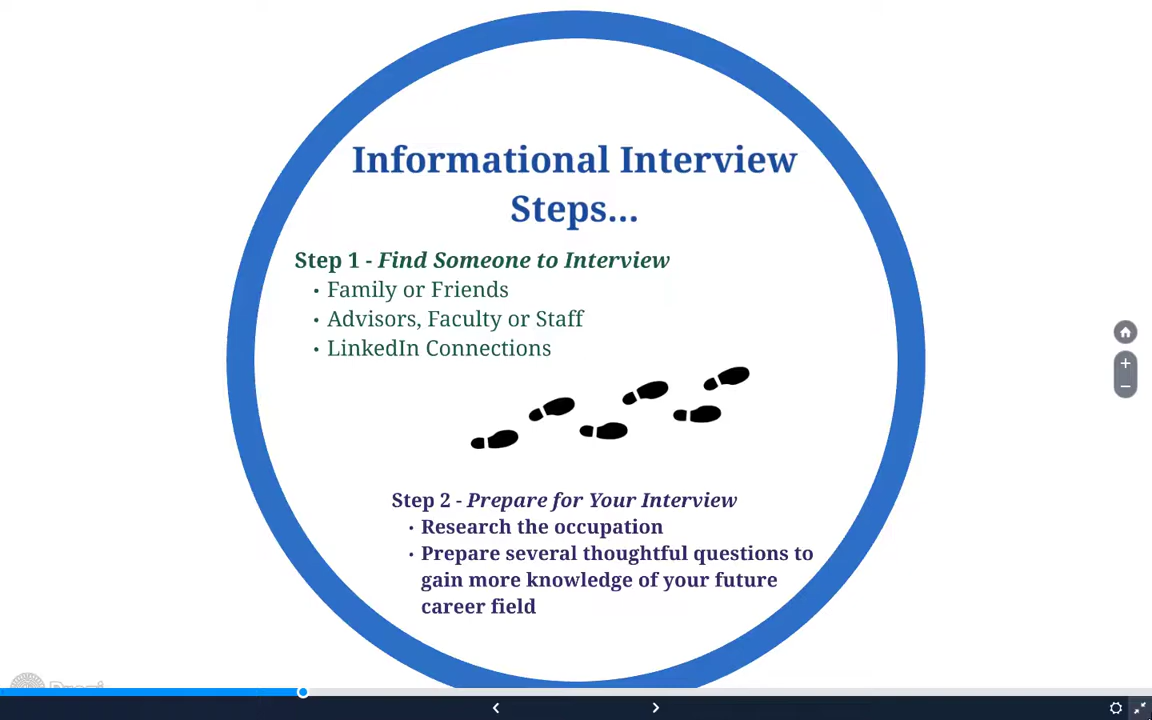 Informational Interview
Steps...
Step 1 - Find Someone to Interview
• Family or Friends
• Advisors, Faculty or Staff
• LinkedIn Connections
Step 2 - Prepare for Your Interview
• Research the occupation
• Prepare several thoughtful questions to
gain more knowledge of your future
career field